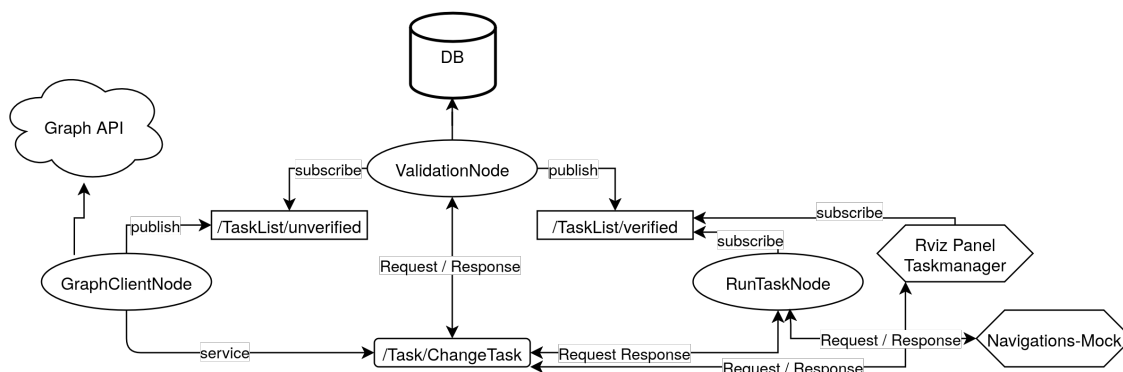 DB
Graph API
subscribe
ValidationNode
publish
publish
/TaskList/unverified
/TaskList/verified
subscribe
subscribe
Rviz Panel
Taskmanager
GraphClientNode
Request / Response
RunTaskNode
service
/Task/ChangeTask
Request Response
Request / Response
Navigations-Mock
Request / Response